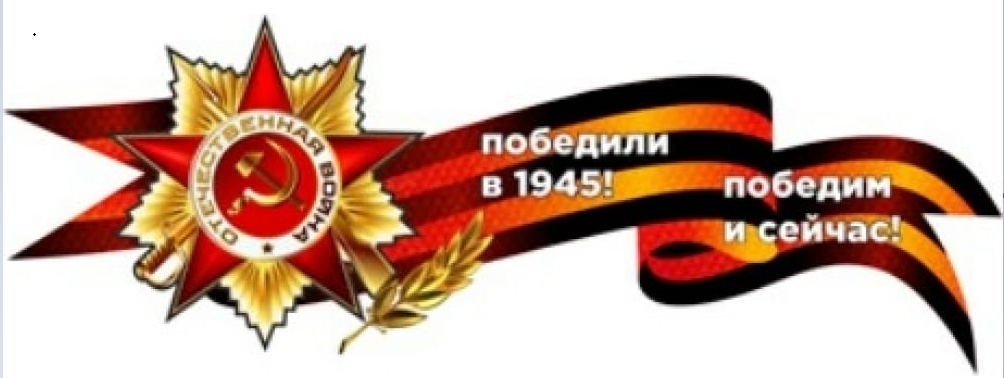 ОТЕЧЕСТВЕННАЯ ВОЙНА
победили
в 1945!
победим
и сейчас!